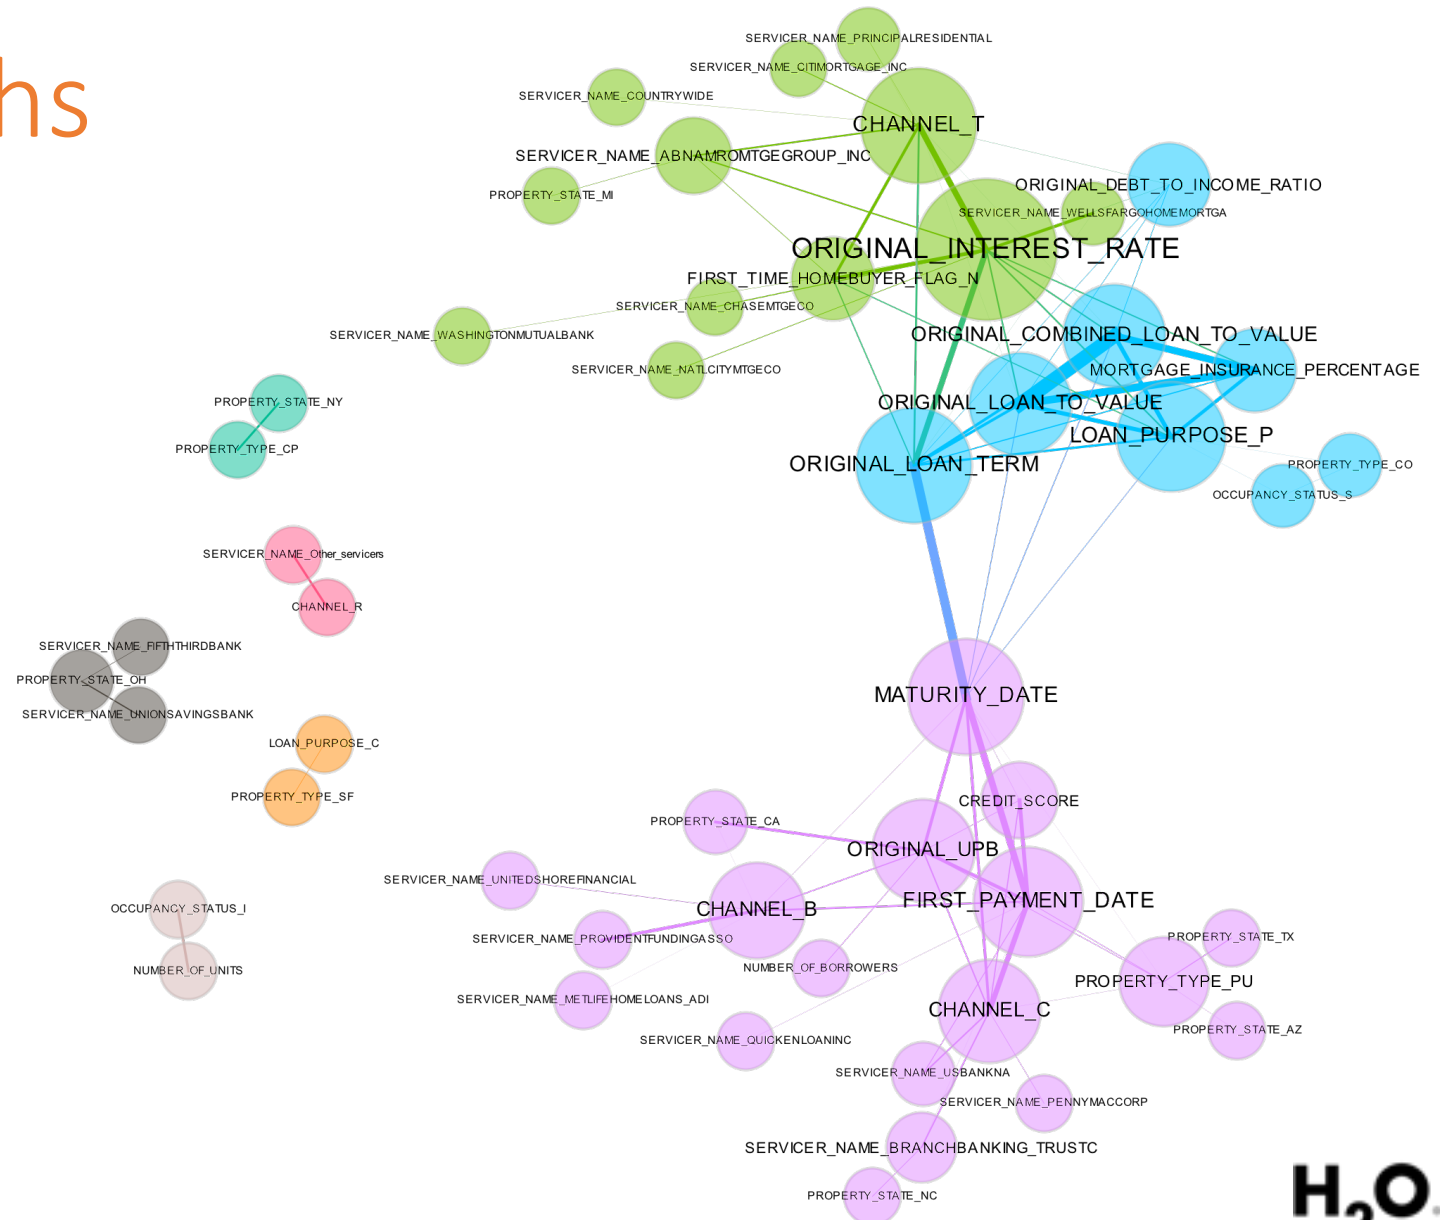 hs
SERVICER_NAME_PRINCIPALRESIDENTIAL
SERVICER_NAME_CITIMORTGAGE_INC
SERVICER_NAME_COUNTRYWIDE
CHANNEL_T
SERVICER_NAME_ABNAMROMTGEGROUP_INC
PROPERTY_STATE_MI
ORIGINAL_DEBT_TO_INCOME_RATIO
SERVICER_NAME_WELLSFARGOHOMEMORTGA
ORIGINAL_INTEREST_RATE
FIRST_TIME_HOMEBUYER_FLAG_N
SERVICER_NAME_CHASEMTGECO
SERVICER_NAME_WASHINGTONMUTUALBANK
ORIGINAL_COMBINED_LOAN_TO_VALUE
SERVICER_NAME_NATLCITYMTGECO
MORTGAGE_INSURANCE_PERCENTAGE
PROPERTY_STATE_NY
ORIGINAL_LOAN_TO_VALUE
LOAN_PURPOSE_P
PROPERTY_TYPE_CP
ORIGINAL_LOAN_TERM
PROPERTY_TYPE_CO
OCCUPANCY_STATUS_S
SERVICER_NAME_Other_servicers
CHANNEL_R
SERVICER_NAME_FIFTHTHIRDBANK
PROPERTY_STATE_OH
SERVICER_NAME_UNIONSAVINGSBANK
MATURITY_DATE
LOAN_PURPOSE_C
PROPERTY_TYPE_SF
CREDIT_SCORE
PROPERTY_STATE_CA
ORIGINAL_UPB
SERVICER_NAME_UNITEDSHOREFINANCIAL
FIRST_PAYMENT_DATE
OCCUPANCY_STATUS_I
CHANNEL_B
SERVICER_NAME_PROVIDENTFUNDINGASSO
PROPERTY_STATE_TX
NUMBER_OF_UNITS
NUMBER_OF_BORROWERS
PROPERTY_TYPE_PU
SERVICER_NAME_METLIFEHOMELOANS_ADI
CHANNEL_C
PROPERTY_STATE_AZ
SERVICER_NAME_QUICKENLOANINC
SERVICER_NAME_USBANKNA
SERVICER_NAME_PENNYMACCORP
SERVICER_NAME_BRANCHBANKING_TRUSTC
PROPERTY_STATE_NC
H2O